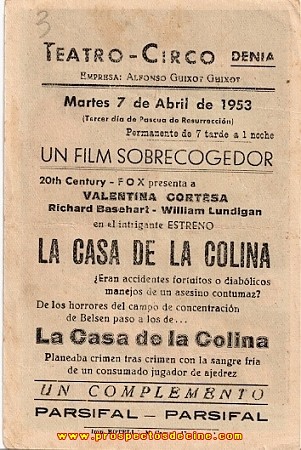 3
TEATRO-CIRCO DENIA
EMPRESA: ALFONSO GUIXOT GUIXOT
Martes 7 de Abril de 1953
(Tercer día de Pascua de Resurrección)
Permanente de 7 tarde a 1 noche
UN FILM SOBRECOGEDOR
20th Century - FOX presenta a
VALENTINA CORTESA
Richard Basehart - William Lundigan
en el intrigante ESTRENO
LA CASA DE LA COLINA
¿Eran accidentes fortuitos o diabólicos
manejos de un asesino contumaz?
De los horrores del campo de concentración
de Belsen paso a los de...
La Casa de la Colina
Planeaba crimen tras crimen con la sangre fria
de un consumado jugador de ajedrez
UN COMPLEMENTO
PARSIFAL - PARSIFAL
www.prospectosdecine.com